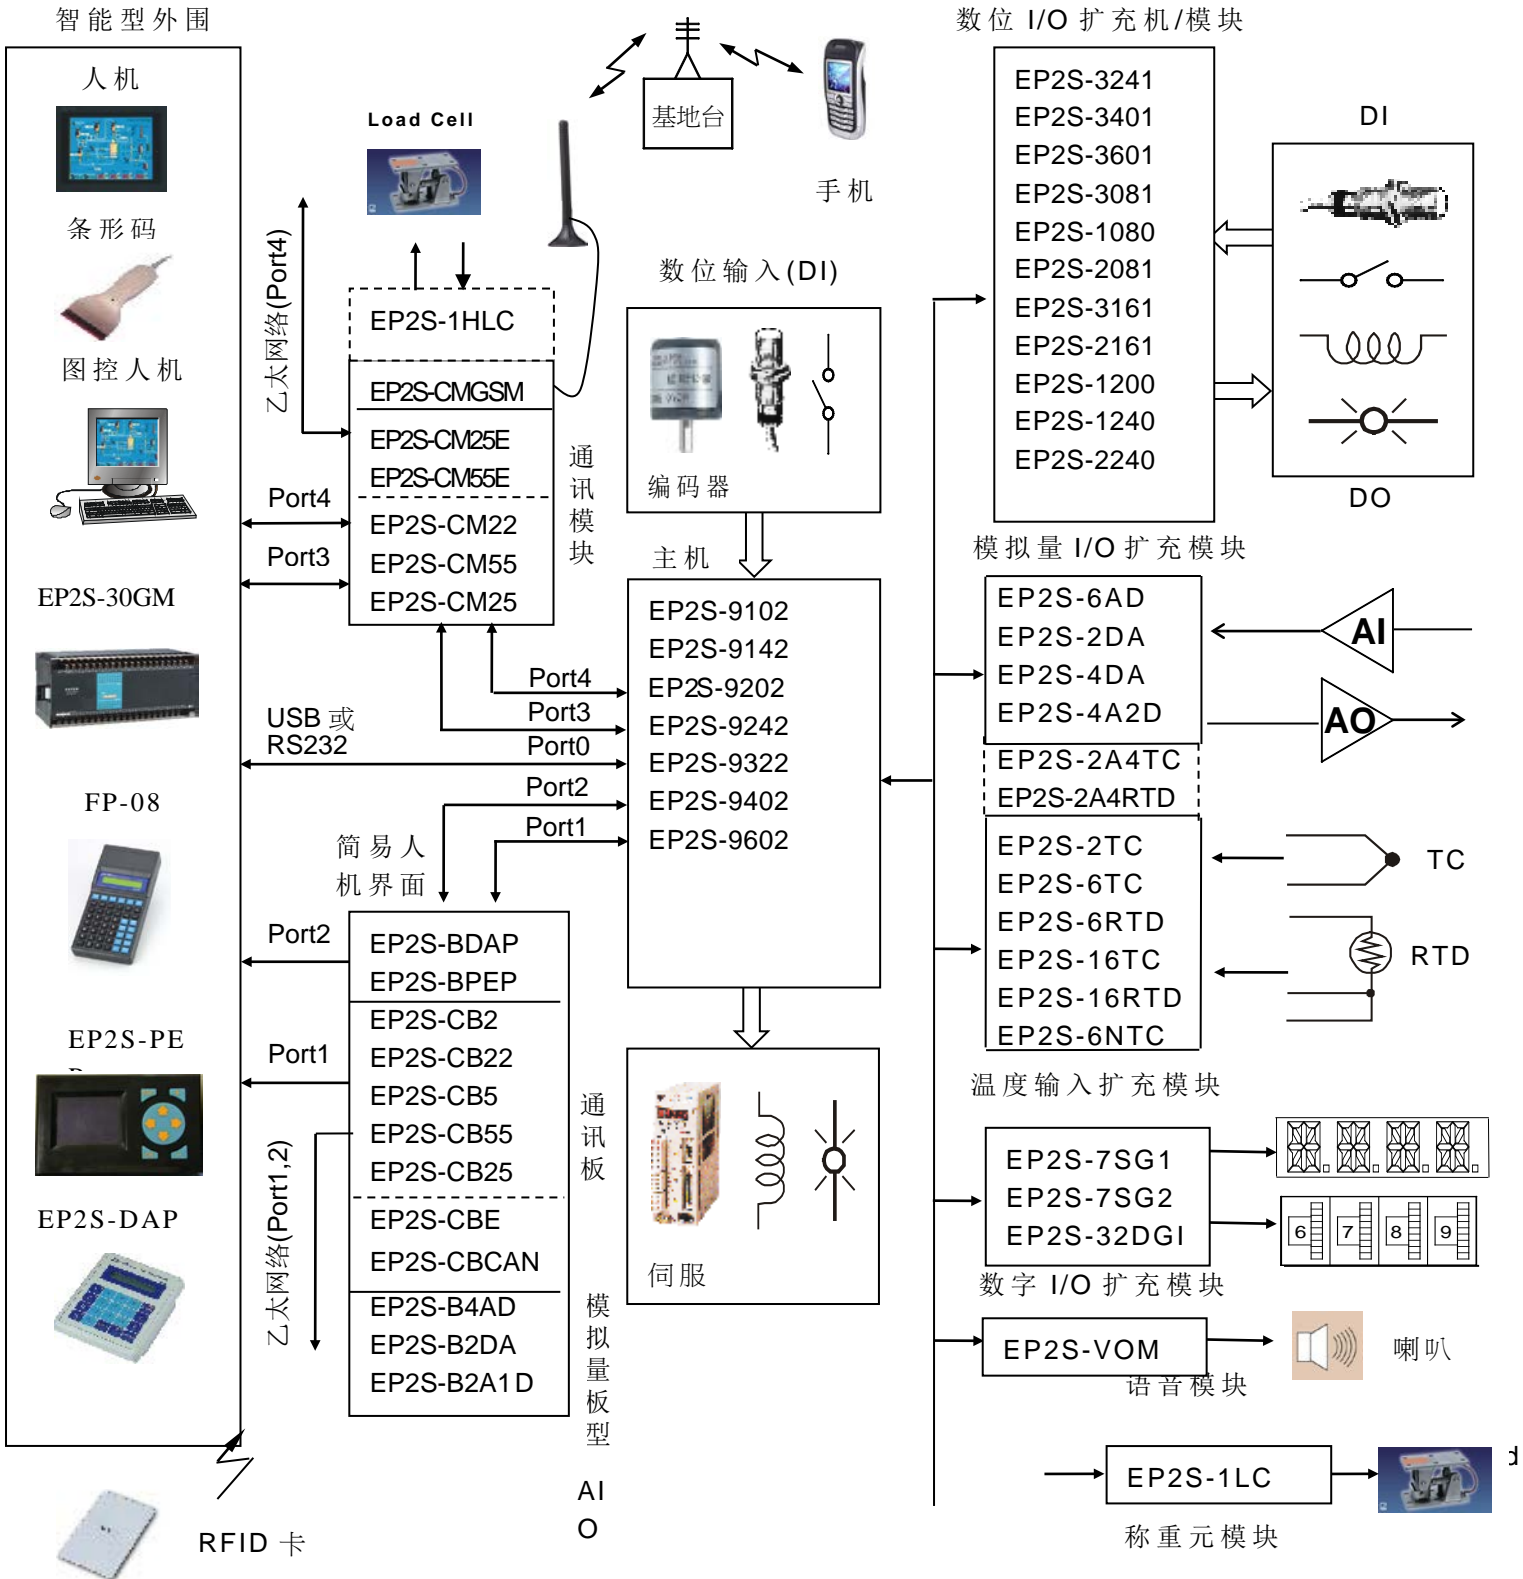 智能型外围
人机
条形码
图控人机
EP2S-30GM
FP-08
EP2S-PE
EP2S-DAP
RFID 卡
Load Cell
乙太网络(Port4)
EP2S-1HLC
EP2S-CMGSM
EP2S-CM25E
EP2S-CM55E
EP2S-CM22
EP2S-CM55
EP2S-CM25
通讯模块
Port4
Port3
Port4
Port3
USB 或
RS232
Port0
Port2
Port1
简易人
机界面
Port2
Port1
乙太网络(Port1,2)
EP2S-BDAP
EP2S-BPEP
EP2S-CB2
EP2S-CB22
EP2S-CB5
EP2S-CB55
EP2S-CB25
EP2S-CBE
EP2S-CBCAN
EP2S-B4AD
EP2S-B2DA
EP2S-B2A1D
通讯板
模拟量板型
AI
O
基地台
手机
数位输入(DI)
编码器
主机
EP2S-9102
EP2S-9142
EP2S-9202
EP2S-9242
EP2S-9322
EP2S-9402
EP2S-9602
伺服
数位 I/O 扩充机/模块
EP2S-3241
EP2S-3401
EP2S-3601
EP2S-3081
EP2S-1080
EP2S-2081
EP2S-3161
EP2S-2161
EP2S-1200
EP2S-1240
EP2S-2240
DI
DO
模拟量 I/O 扩充模块
EP2S-6AD
EP2S-2DA
EP2S-4DA
EP2S-4A2D
EP2S-2A4TC
EP2S-2A4RTD
EP2S-2TC
EP2S-6TC
EP2S-6RTD
EP2S-16TC
EP2S-16RTD
EP2S-6NTC
AI
AO
TC
RTD
温度输入扩充模块
EP2S-7SG1
EP2S-7SG2
EP2S-32DGI
6 7 8 9
数字 I/O 扩充模块
EP2S-VOM
喇叭
语音模块
EP2S-1LC
d
称重元模块